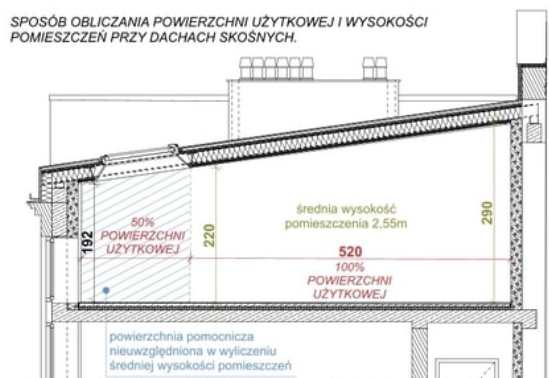 SPOSÓB OBLICZANIA POWIERZCHNI UŻYTKOWEJ I WYSOKOŚCI
POMIESZCZEŃ PRZY DACHACH SKOŚNYCH.
średnia wysokość
pomieszczenia 2,55m
50%
POWIERZCHNI
UŻYTKOWEJ
192
220
290
520
100%
POWIERZCHNI
UŻYTKOWEJ
powierzchnia pomocnicza
nieuwzględniona w wyliczeniu
średniej wysokości pomieszczeń